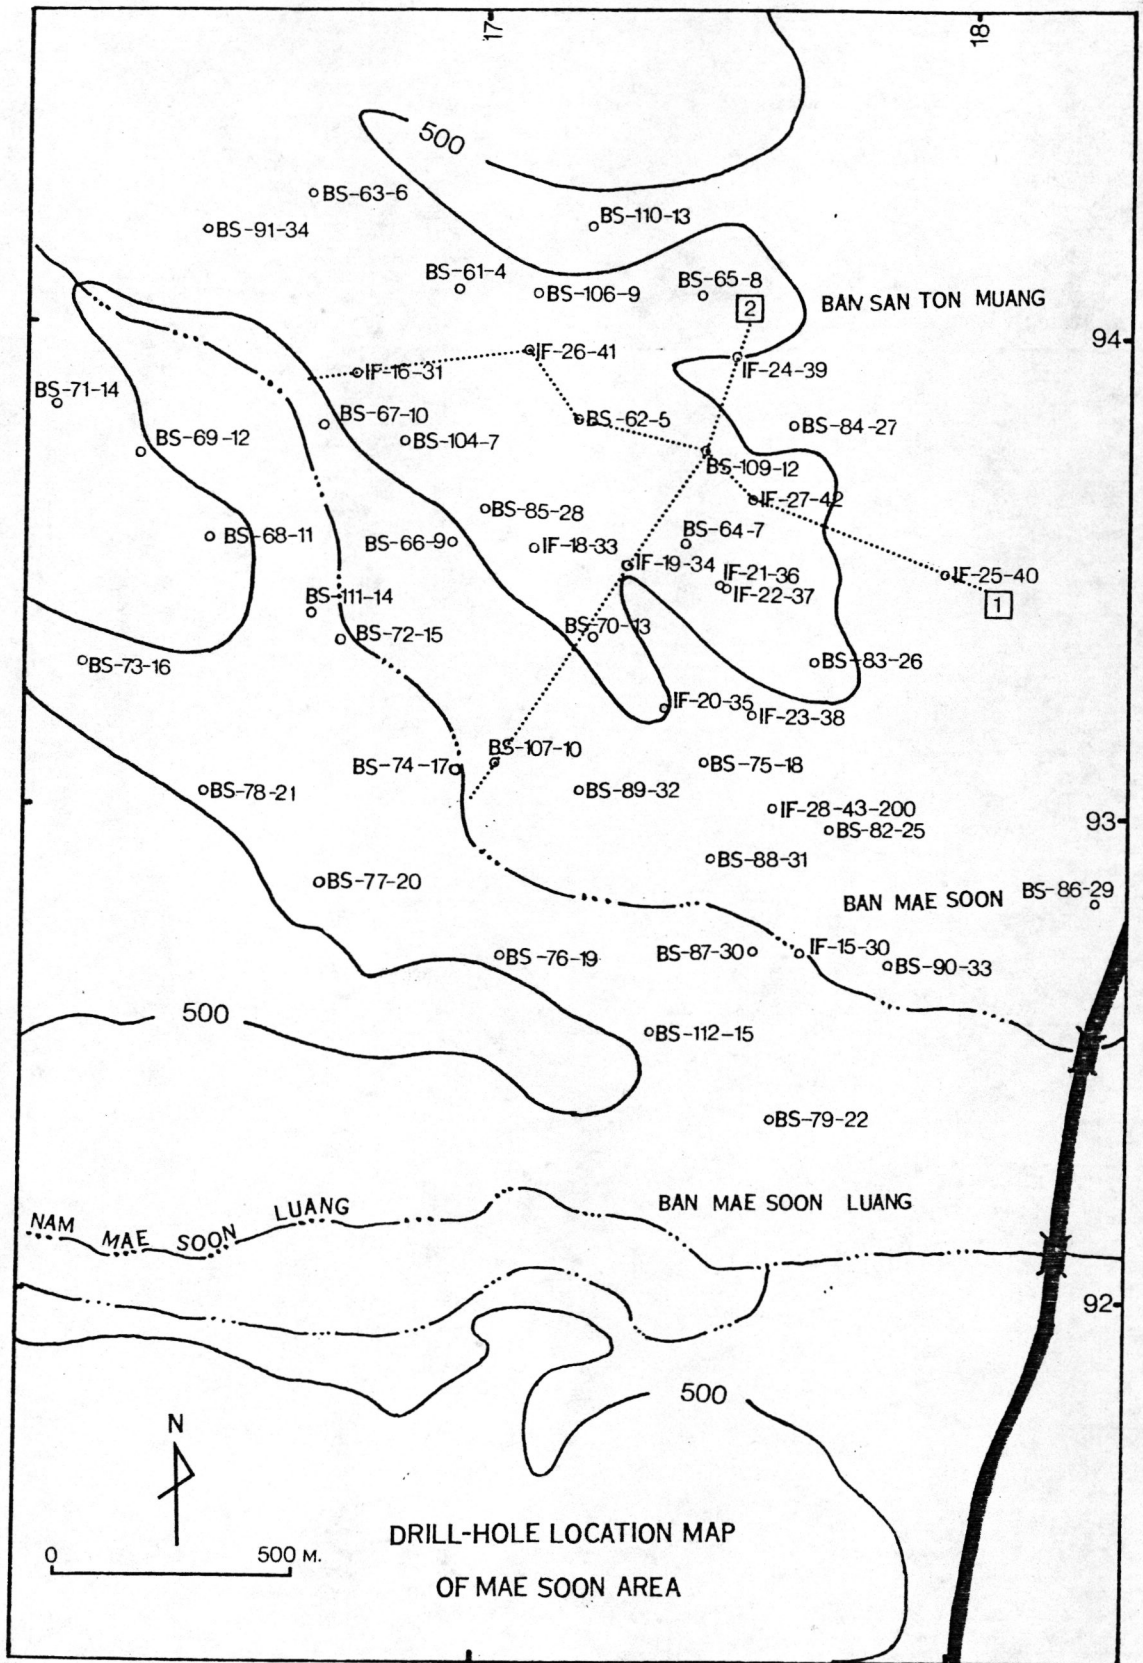 17
18
500
BS-63-6
BS-110-13
BS-91-34
BS-61-4
BS-65-8
BS-106-9
BAN SAN TON MUANG
2
94
IF-26-41
IF-16-31
IF-24-39
BS-71-14
BS-67-10
BS-62-5
BS-84-27
BS-69-12
BS-104-7
BS-109-12
IF-27-42
BS-85-28
BS-68-11
BS-66-9
IF-18-33
BS-64-7
IF-19-34
IF-21-36
IF-25-40
IF-22-37
BS-111-14
1
BS-72-15
BS-70-13
BS-73-16
BS-83-26
IF-20-35
IF-23-38
BS-107-10
BS-74-17
BS-75-18
BS-78-21
BS-89-32
IF-28-43-200
93
BS-82-25
BS-88-31
BS-77-20
BS-86-29
BAN MAE SOON
BS-76-19
BS-87-30
IF-15-30
BS-90-33
500
BS-112-15
BS-79-22
BAN MAE SOON LUANG
NAM MAE SOON LUANG
92
500
N
0 500 M.
DRILL-HOLE LOCATION MAP
OF MAE SOON AREA